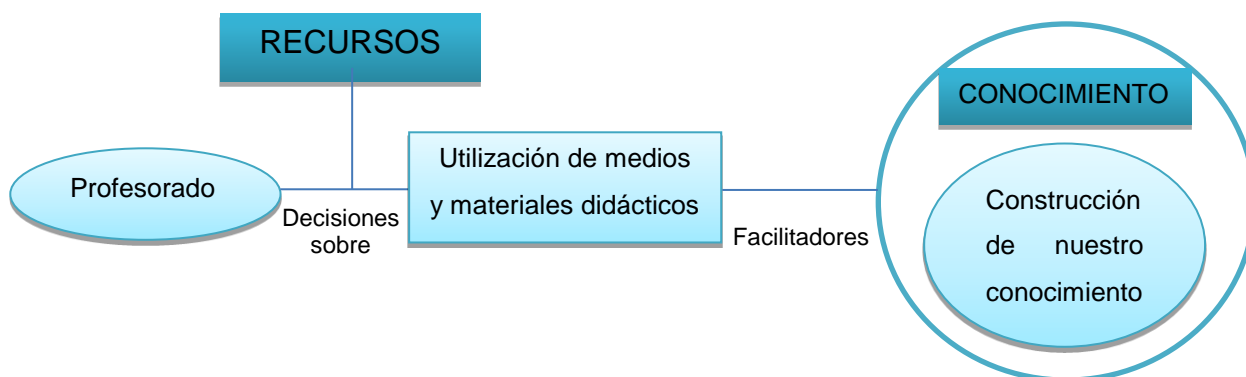 RECURSOS
CONOCIMIENTO
Profesorado
Decisiones
sobre
Utilización de medios
y materiales didácticos
Facilitadores
Construcción
de nuestro
conocimiento